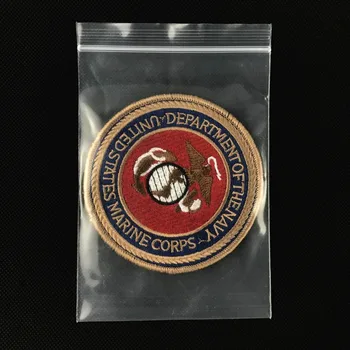 DEPARTMENT OF THE NAVY
UNITED STATES MARINE CORPS